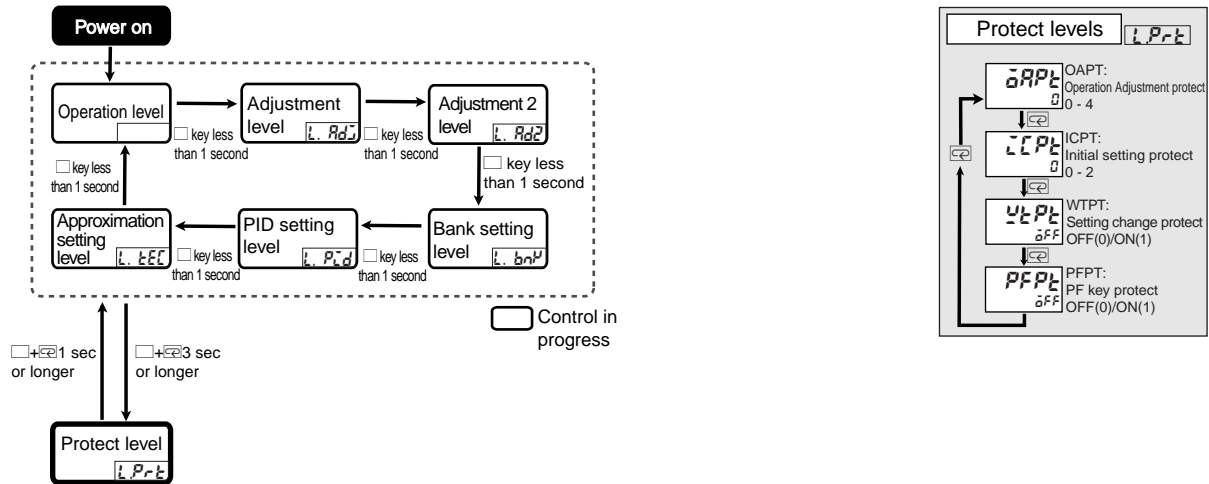 Power on
Operation level
Adjustment
level
L. AdJ
Adjustment 2
level
L. Ad2
key less
than 1 second
key less
than 1 second
key less
than 1 second
key less
than 1 second
Approximation
setting
level
L. tEC
key less
than 1 second
PID setting
level
L. Pid
key less
than 1 second
Bank setting
level
L. bnK
Control in
progress
+ 1 sec
or longer
+ 3 sec
or longer
Protect level
L.Prt
Protect levels
L.Prt
oAPt
0
OAPT:
Operation Adjustment protect
0 - 4
iCPt
0
ICPT:
Initial setting protect
0 - 2
WtPt
oFF
WTPT:
Setting change protect
OFF(0)/ON(1)
PFPt
oFF
PFPT:
PF key protect
OFF(0)/ON(1)